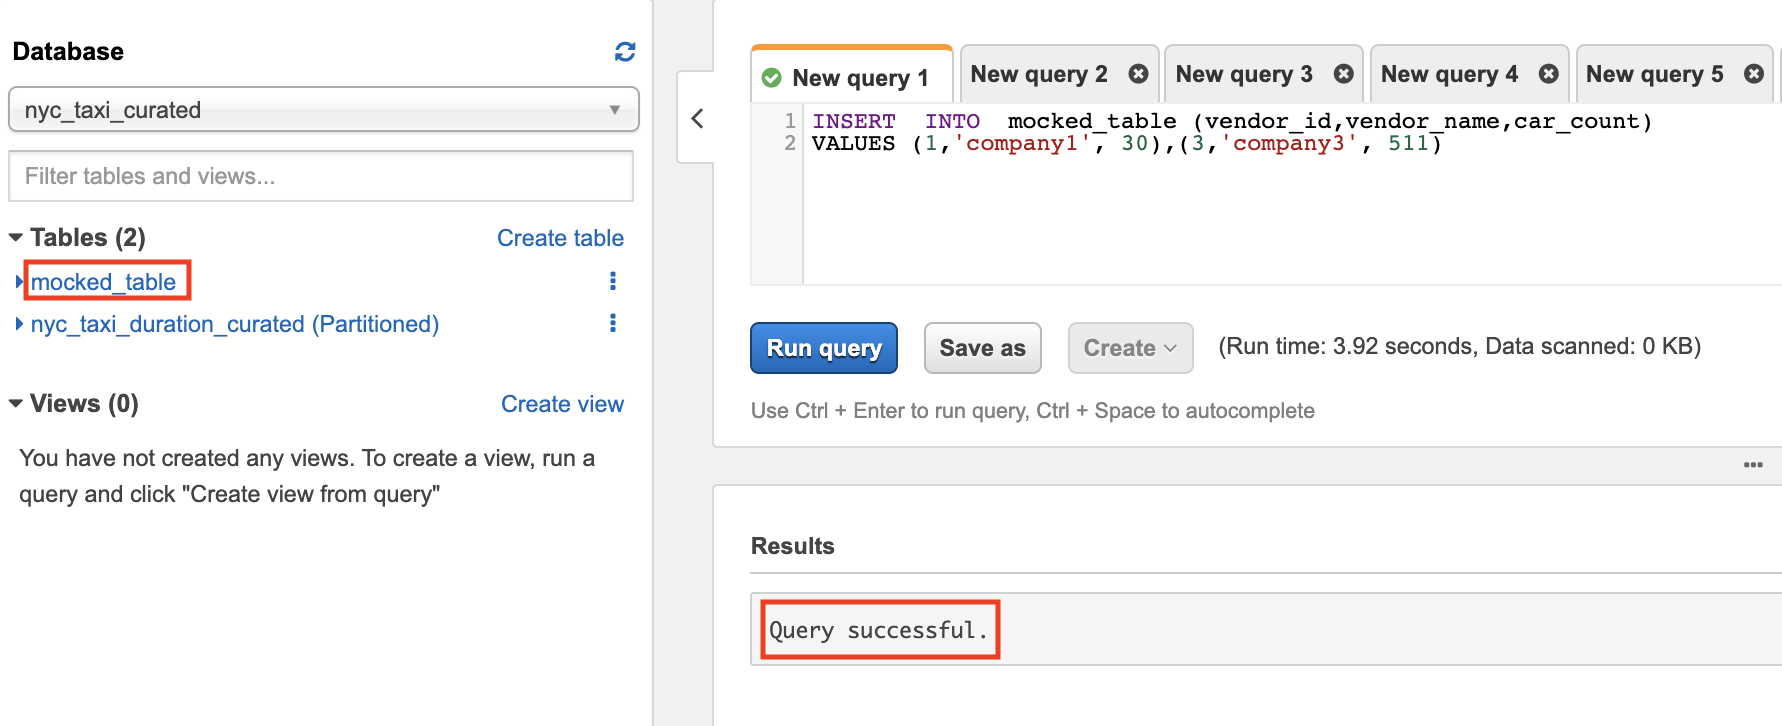 Database
nyc_taxi_curated
Filter tables and views...
Tables (2)
Create table
mocked_table
nyc_taxi_duration_curated (Partitioned)
Views (0)
Create view
You have not created any views. To create a view, run a
query and click "Create view from query"
New query 1
New query 2
New query 3
New query 4
New query 5
1 INSERT INTO mocked_table (vendor_id,vendor_name,car_count)
2 VALUES (1,'company1', 30),(3,'company3', 511)
Run query
Save as
Create
(Run time: 3.92 seconds, Data scanned: 0 KB)
Use Ctrl + Enter to run query, Ctrl + Space to autocomplete
Results
Query successful.